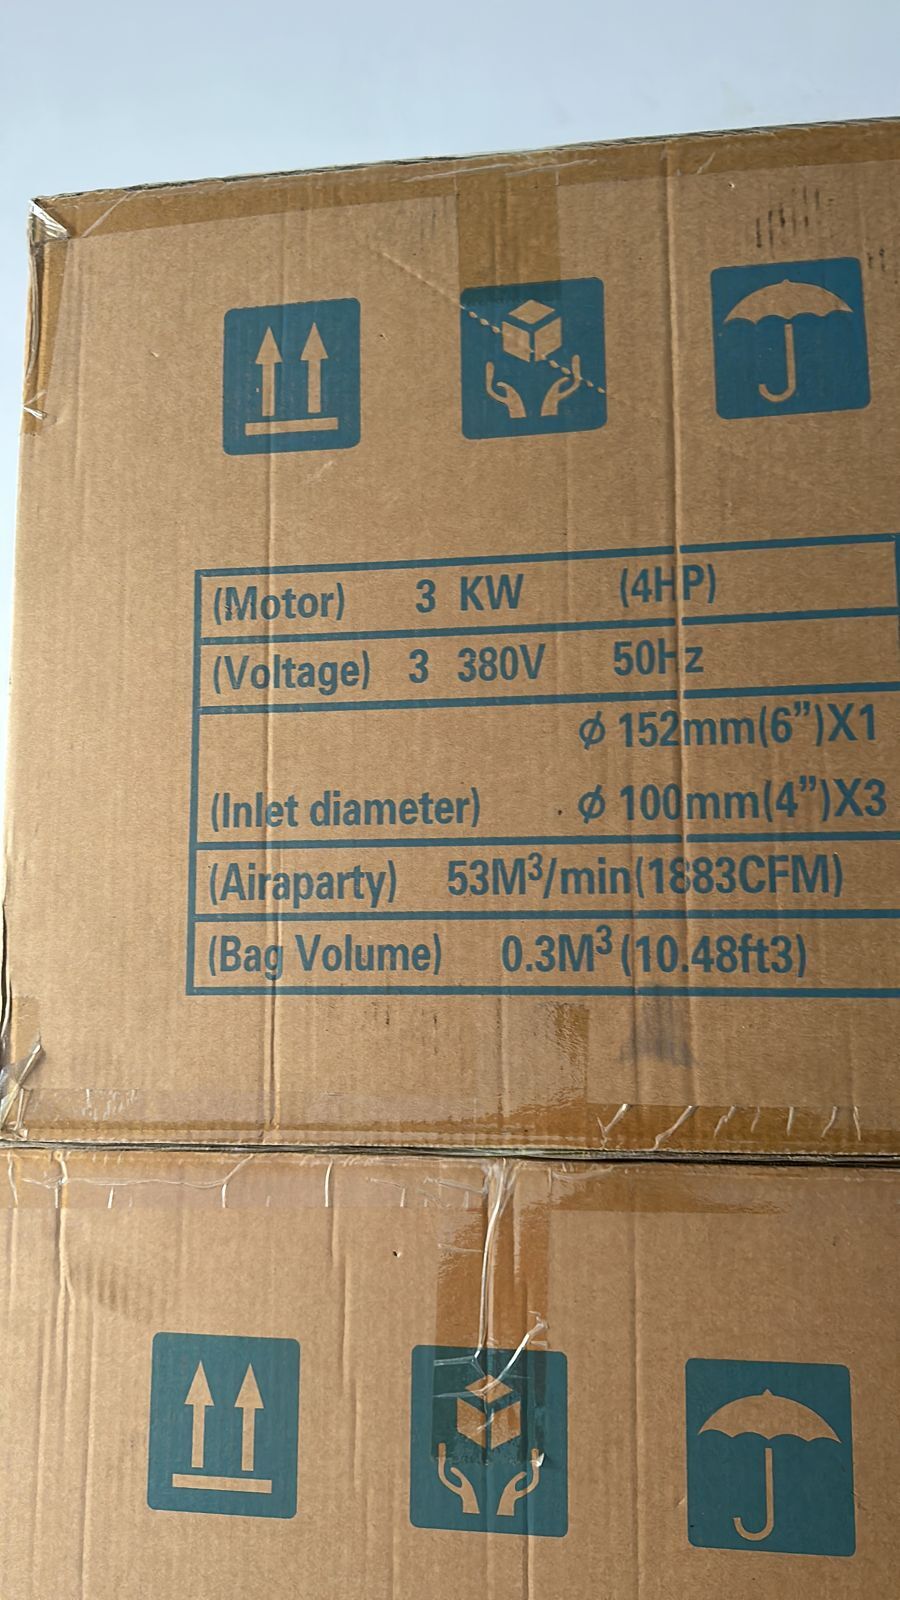 (Motor) 3 KW (4HP)
(Voltage) 3 380V 50Hz
ϕ 152mm(6")X1
(Inlet diameter) ϕ 100mm(4")X3
(Airaparty) 53M³/min(1883CFM)
(Bag Volume) 0.3M³(10.48ft3)